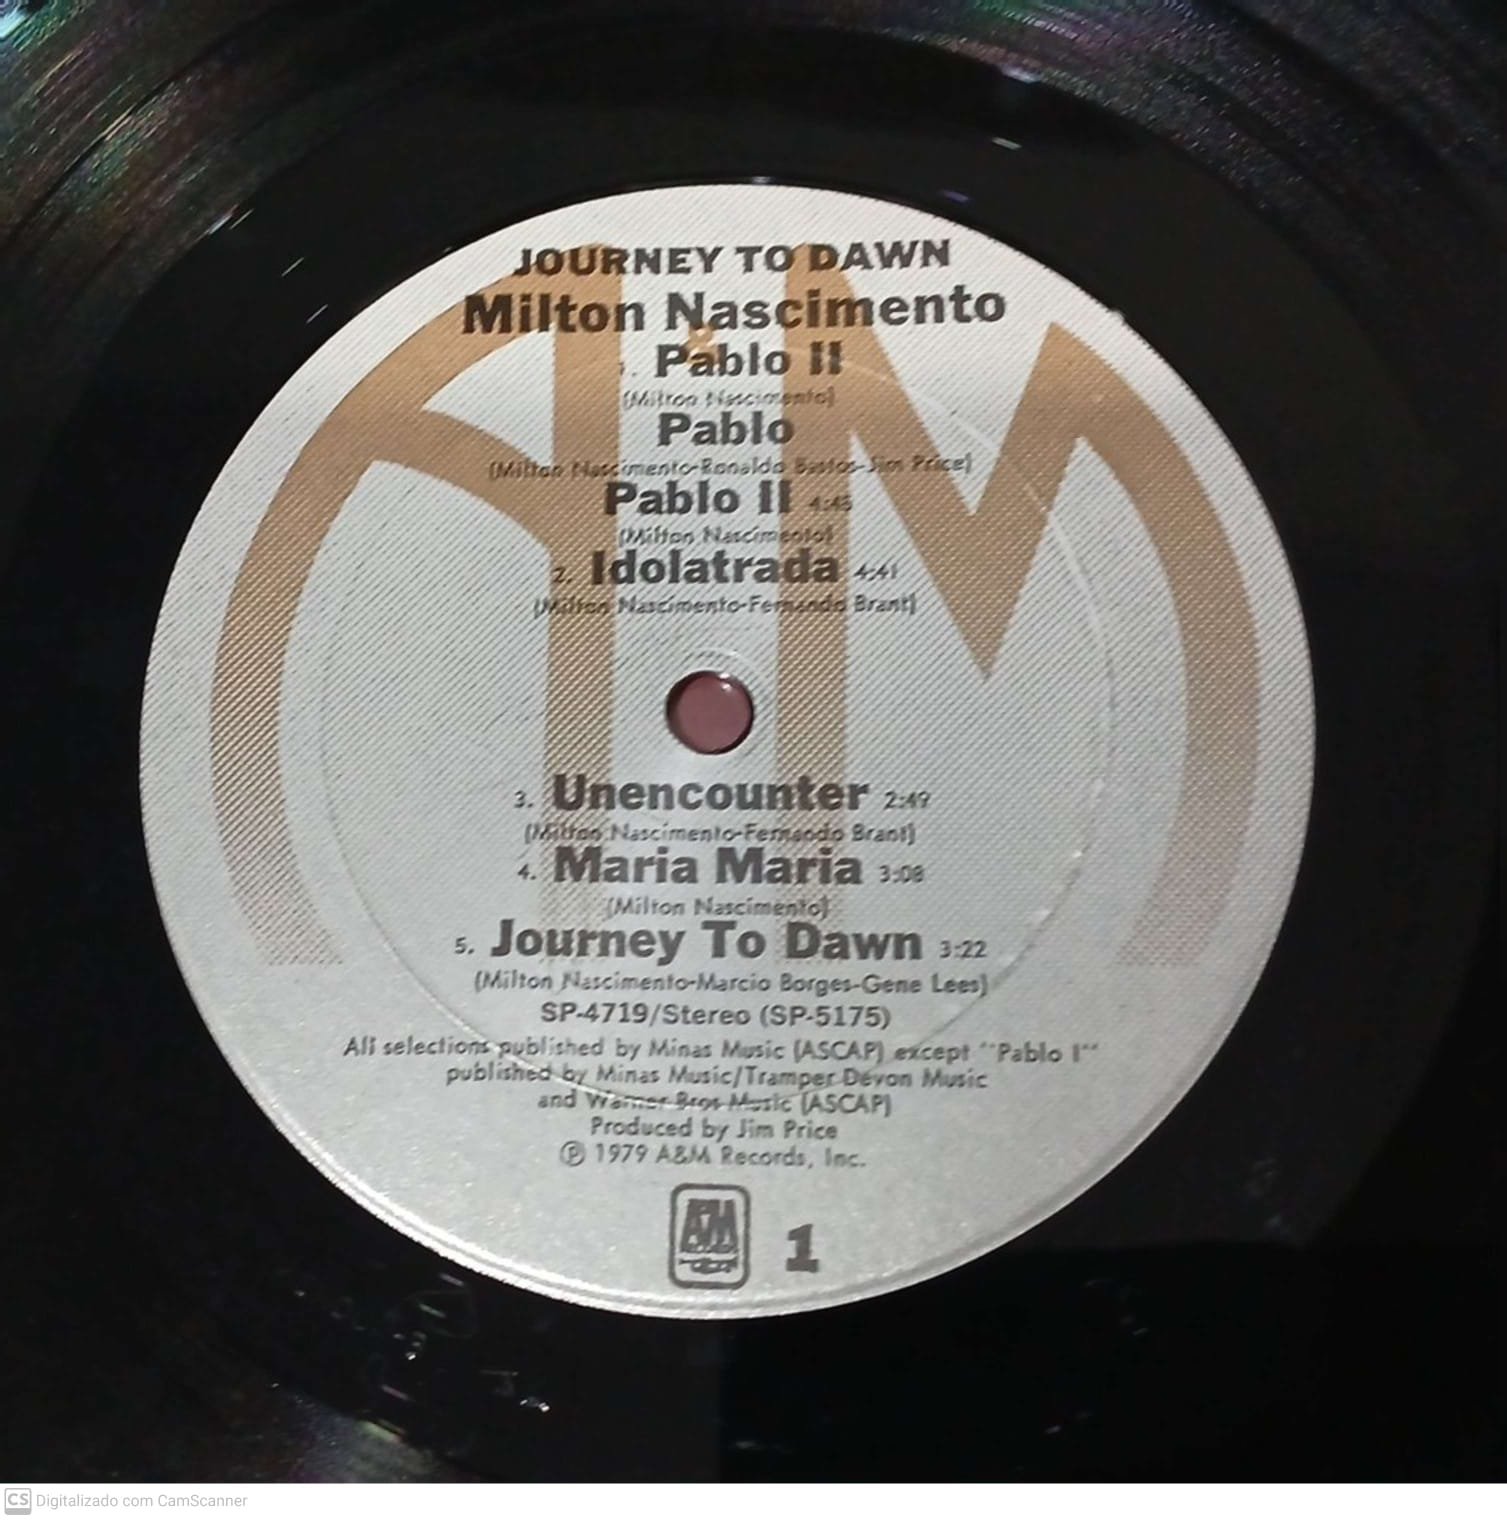 JOURNEY TO DAWN
Milton Nascimento
1. Pablo II
(Milton Nascimento)
Pablo
(Milton Nascimento-Ronaldo Bastos-Jim Price)
Pablo II 4:45
(Milton Nascimento)
2. Idolatrada 4:41
(Milton Nascimento-Fernando Brant)
3. Unencounter 2:49
(Milton Nascimento-Fernando Brant)
4. Maria Maria 3:08
(Milton Nascimento)
5. Journey To Dawn 3:22
(Milton Nascimento-Marcio Borges-Gene Lees)
SP-4719/Stereo (SP-5175)
All selections published by Minas Music (ASCAP) except "Pablo I"
published by Minas Music/Tramper Devon Music
and Warner Bros Music (ASCAP)
Produced by Jim Price
℗ 1979 A&M Records, Inc.
A&M
RECORDS
1
CS Digitalizado com CamScanner